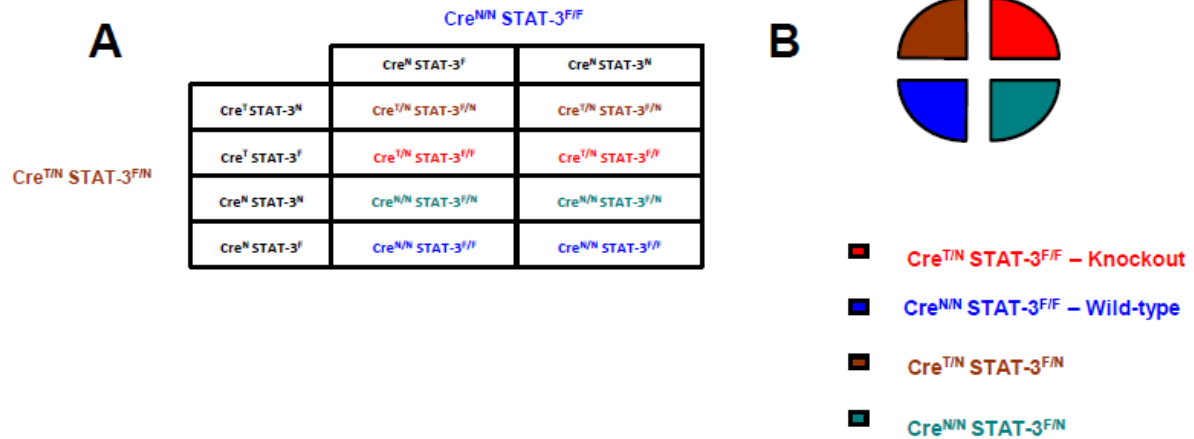 A
Cre^N/N STAT-3^F/F
B
Cre^N STAT-3^F Cre^N STAT-3^N
Cre^T STAT-3^N Cre^T/N STAT-3^F/N Cre^T/N STAT-3^F/N
Cre^T STAT-3^F Cre^T/N STAT-3^F/F Cre^T/N STAT-3^F/F
Cre^T/N STAT-3^F/N
Cre^N STAT-3^N Cre^N/N STAT-3^F/N Cre^N/N STAT-3^F/N
Cre^N STAT-3^F Cre^N/N STAT-3^F/F Cre^N/N STAT-3^F/F
Cre^T/N STAT-3^F/F – Knockout
Cre^N/N STAT-3^F/F – Wild-type
Cre^T/N STAT-3^F/N
Cre^N/N STAT-3^F/N